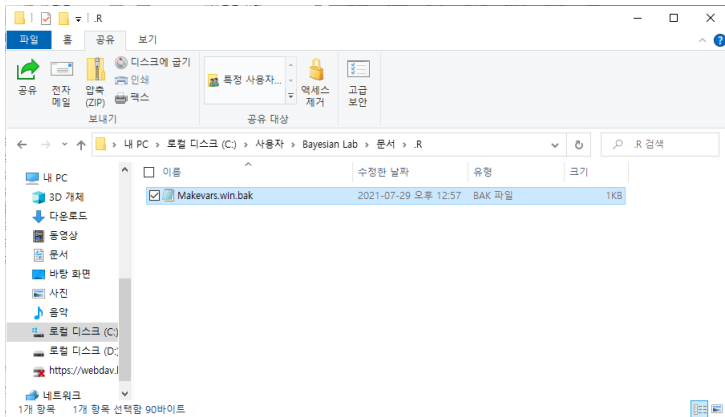 .R
파일 홈 공유 보기
공유
전자 메일
압축 (ZIP)
디스크에 굽기
인쇄
팩스
보내기
특정 사용자...
액세스 제거
공유 대상
고급 보안
내 PC > 로컬 디스크 (C:) > 사용자 > Bayesian Lab > 문서 > .R
.R 검색
이름 수정한 날짜 유형 크기
Makevars.win.bak 2021-07-29 오후 12:57 BAK 파일 1KB
내 PC
3D 개체
다운로드
동영상
문서
바탕 화면
사진
음악
로컬 디스크 (C:)
로컬 디스크 (D:)
https://webdav.l
네트워크
1개 항목 1개 항목 선택함 90바이트